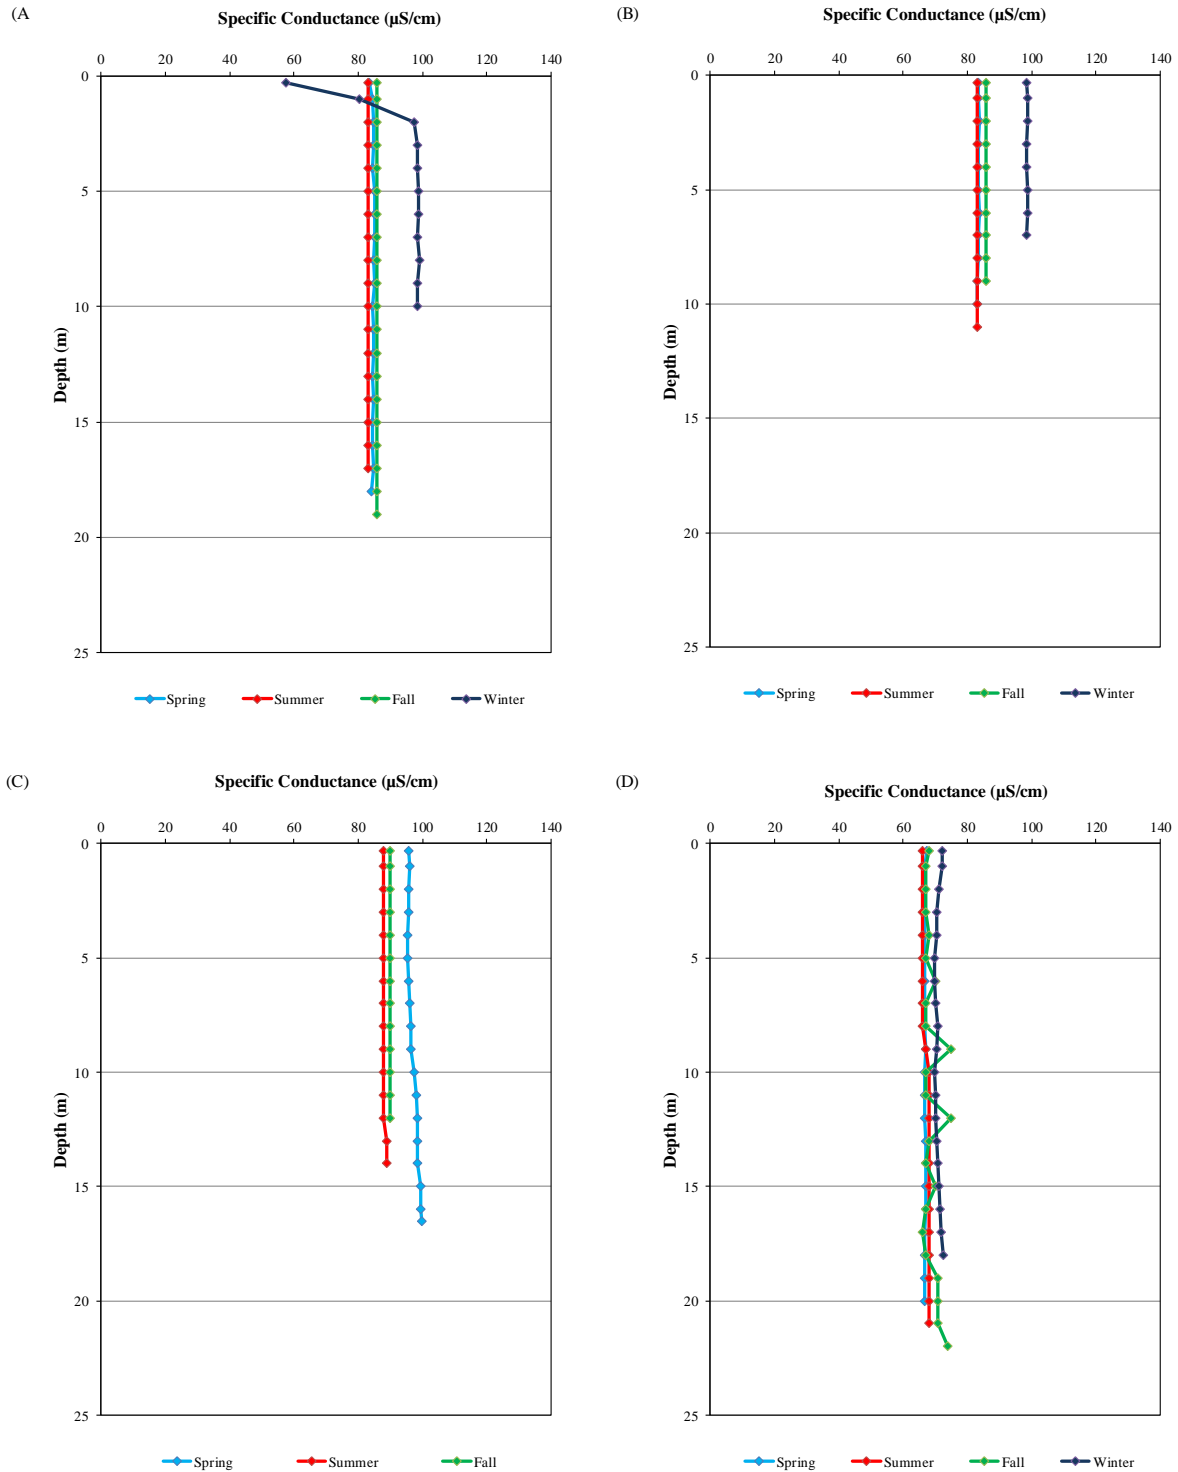 (A
Specific Conductance (µS/cm)
0 20 40 60 80 100 120 140
0
5
10
15
20
25
Depth (m)
Spring Summer Fall Winter
(B)
Specific Conductance (µS/cm)
0 20 40 60 80 100 120 140
0
5
10
15
20
25
Depth (m)
Spring Summer Fall Winter
(C)
Specific Conductance (µS/cm)
0 20 40 60 80 100 120 140
0
5
10
15
20
25
Depth (m)
Spring Summer Fall
(D)
Specific Conductance (µS/cm)
0 20 40 60 80 100 120 140
0
5
10
15
20
25
Depth (m)
Spring Summer Fall Winter